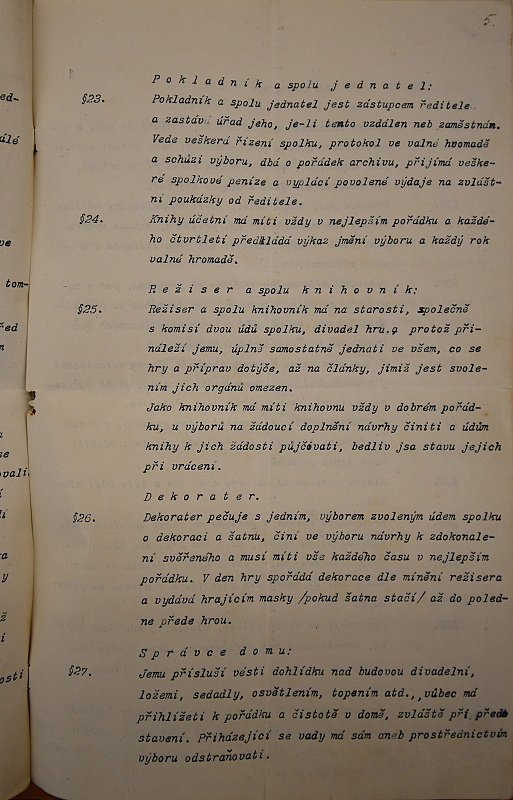 5.
P o k l a d n í k a spolu j e d n a t e l :
§23. Pokladník a spolu jednatel jest zástupcem ředitele
a zastává úřad jeho, je-li tento vzdálen neb zaměstnán.
Vede veškerá řízení spolku, protokol ve valné hromadě
a schůzi výboru, dbá o pořádek archivu, přijímá veške-
ré spolkové peníze a vyplácí povolené výdaje na zvlášt-
ní poukázky od ředitele.
§24. Knihy účetní má míti vždy v nejlepším pořádku a každé-
ho čtvrtletí předkládá výkaz jmění výboru a každý rok
valné hromadě.
R e ž i s e r a spolu k n i h o v n í k :
§25. Režiser a spolu knihovník má na starosti, společně
s komisí dvou údů spolku, divadel hru, protož při-
náleží jemu, úplně samostatně jednati ve všem, co se
hry a příprav dotýče, až na články, jimiž jest svole-
ním jich orgánů omezen.
Jako knihovník má míti knihovnu vždy v dobrém pořád-
ku, u výborů na žádoucí doplnění návrhy činiti a údům
knihy k jich žádosti půjčovati, bedliv jsa stavu jejich
při vrácení.
D e k o r a t e r .
§26. Dekorater pečuje s jedním, výborem zvoleným údem spolku
o dekoraci a šatnu, činí ve výboru návrhy k zdokonale-
ní svěřeného a musí míti vše každého času v nejlepším
pořádku. V den hry spořádá dekorace dle mínění režisera
a vydává hrajícím masky /pokud šatna stačí/ až do poled-
ne přede hrou.
S p r á v c e d o m u :
§27. Jemu přísluší vésti dohlídku nad budovou divadelní,
ložemi, sedadly, osvětlením, topením atd., vůbec má
přihlížeti k pořádku a čistotě v domě, zvláště při před-
stavení. Přiházející se vady má sám aneb prostřednictvím
výboru odstraňovati.